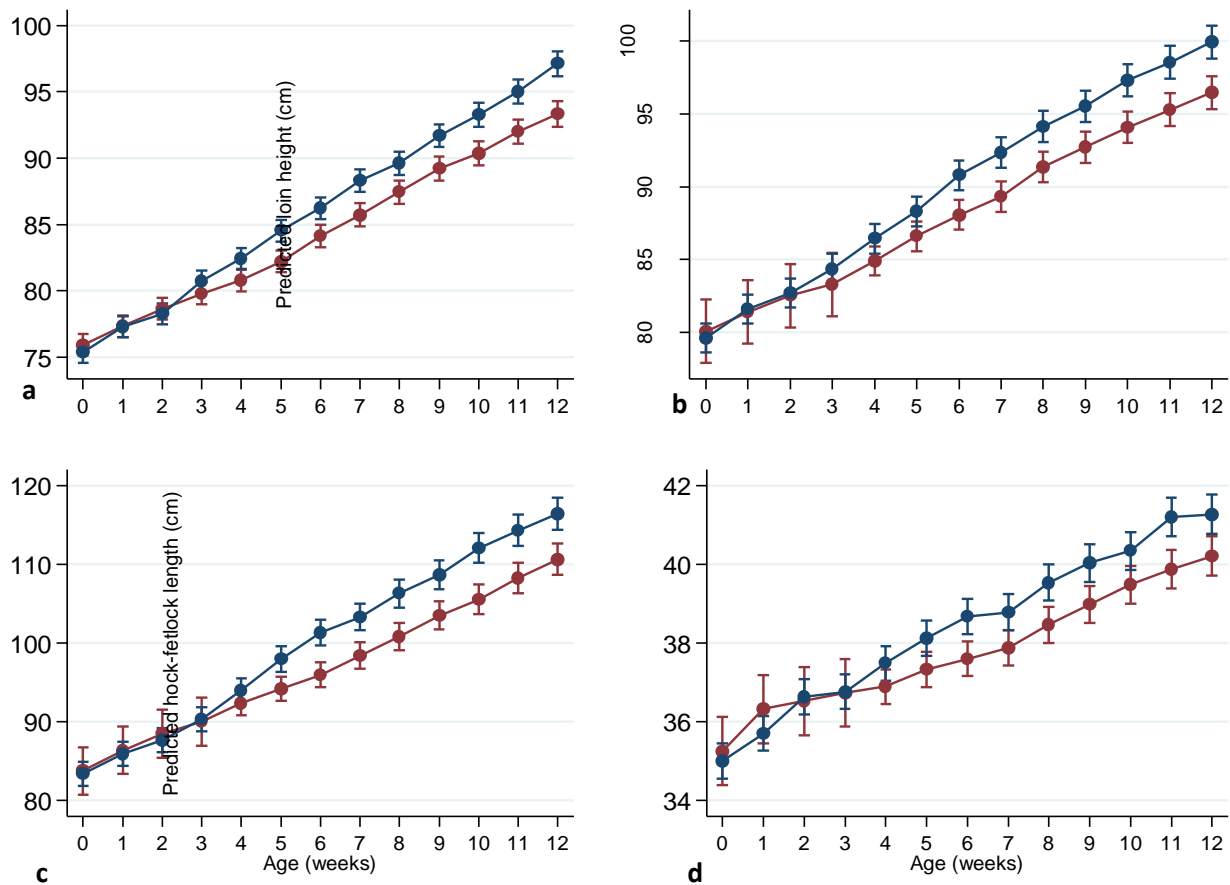 100
95
90
85
80
75
Predicted loin height (cm)
0 1 2 3 4 5 6 7 8 9 10 11 12
a
100
95
90
85
80
0 1 2 3 4 5 6 7 8 9 10 11 12
b
120
110
100
90
80
Predicted hock-fetlock length (cm)
0 1 2 3 4 5 6 7 8 9 10 11 12
Age (weeks)
c
42
40
38
36
34
0 1 2 3 4 5 6 7 8 9 10 11 12
Age (weeks)
d